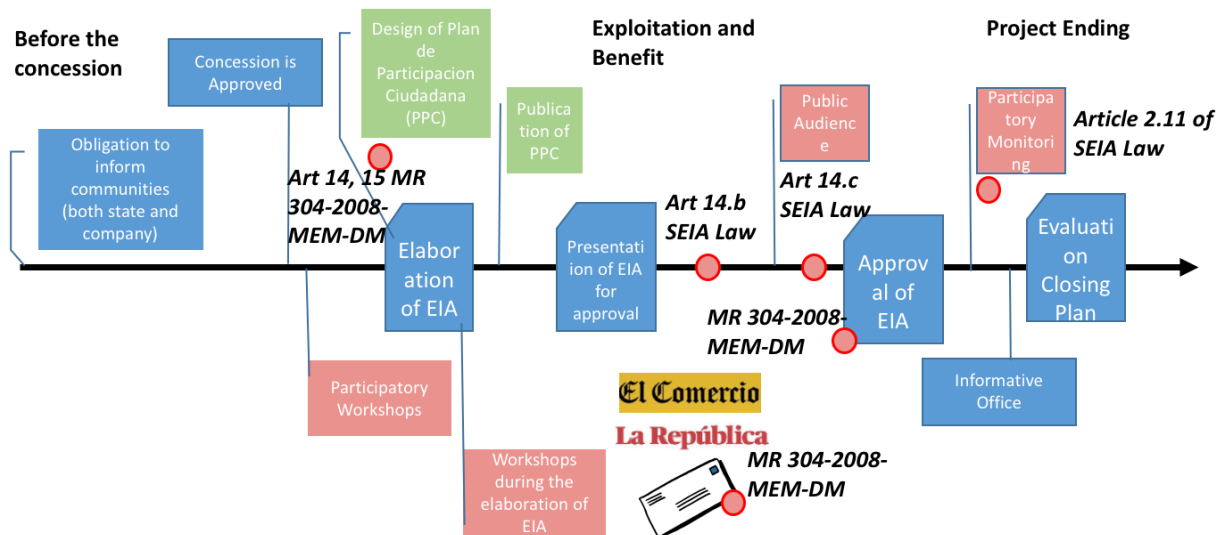 Before the
concession
Exploitation and
Benefit
Project Ending
Concession is
Approved
Design of Plan
de
Participacion
Ciudadana
(PPC)
Publica
tion of
PPC
Public
Audienc
e
Participato
ry
Monitori
ng
Article 2.11 of
SEIA Law
Obligation to
inform
communities
(both state and
company)
Art 14, 15 MR
304-2008-
MEM-DM
Elabor
ation
of EIA
Presentati
on of EIA
for
approval
Art 14.b
SEIA Law
Art 14.c
SEIA Law
Approv
al of
EIA
Evaluati
on
Closing
Plan
MR 304-2008-
MEM-DM
Participatory
Workshops
Informative
Office
El Comercio
La República
Workshops
during the
elaboration of
EIA
MR 304-2008-
MEM-DM